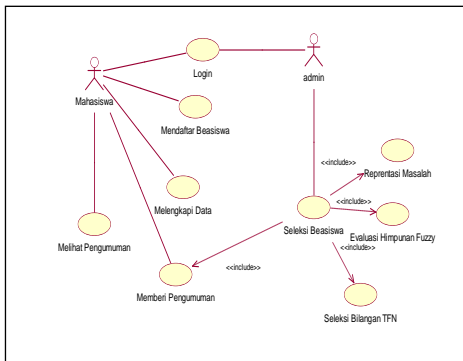 Login
admin
Mahasiswa
Mendaftar Beasiswa
<<include>>
Reprentasi Masalah
Melengkapi Data
<<include>>
Seleksi Beasiswa
Evaluasi Himpunan Fuzzy
<<include>>
Melihat Pengumuman
<<include>>
Memberi Pengumuman
Seleksi Bilangan TFN